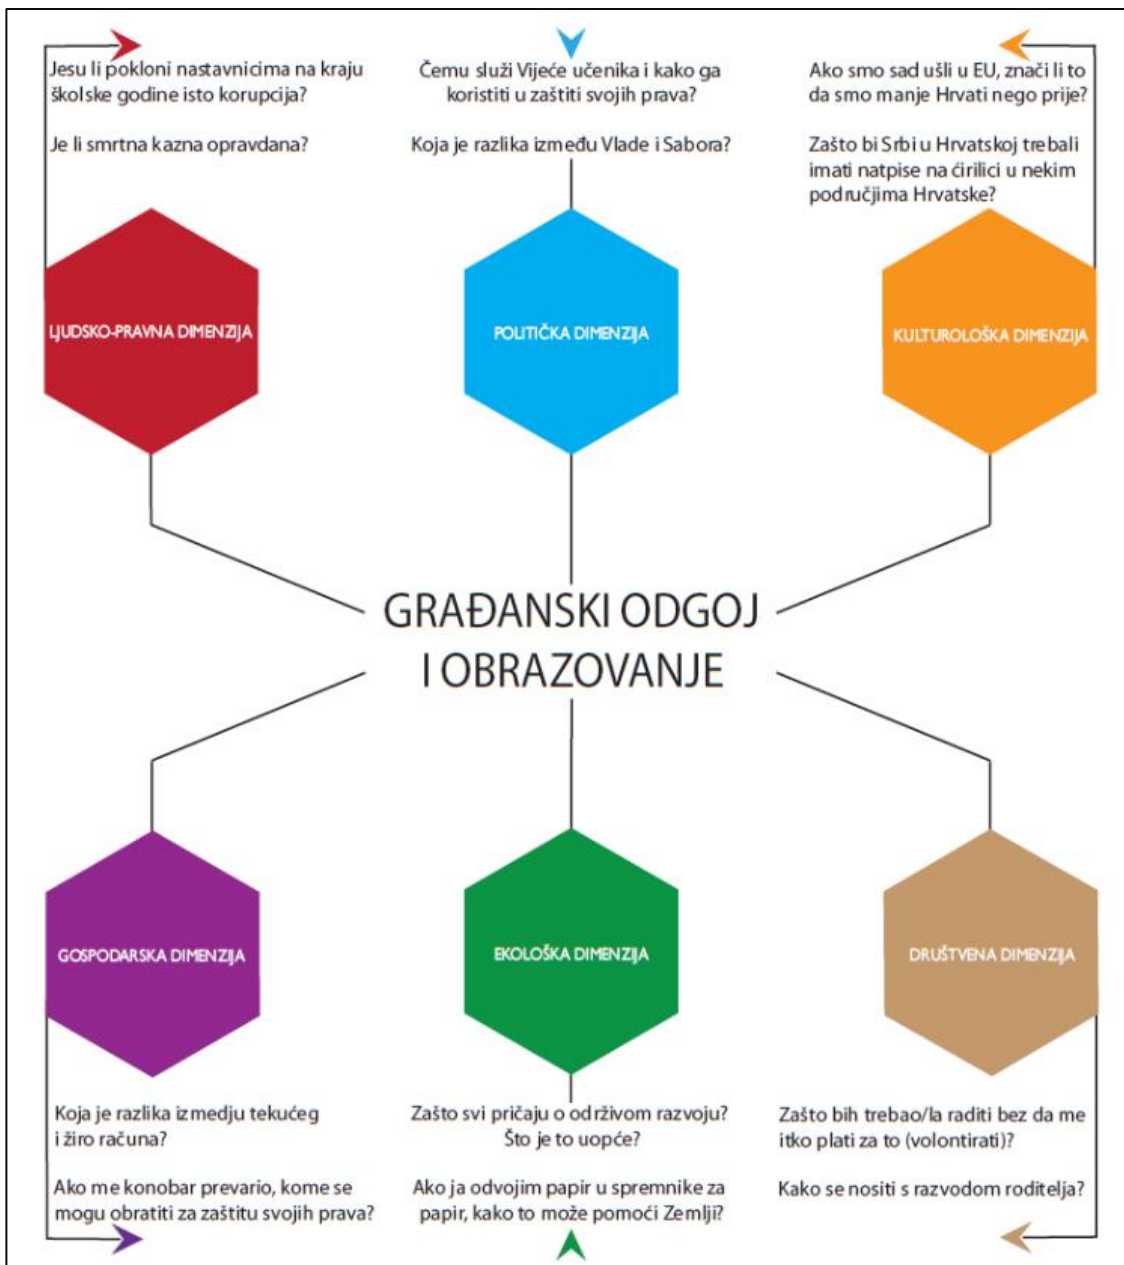 Jesu li pokloni nastavnicima na kraju
školske godine isto korupcija?
Je li smrtna kazna opravdana?
Čemu služi Vijeće učenika i kako ga
koristiti u zaštiti svojih prava?
Koja je razlika između Vlade i Sabora?
Ako smo sad ušli u EU, znači li to
da smo manje Hrvati nego prije?
Zašto bi Srbi u Hrvatskoj trebali
imati natpise na ćirilici u nekim
područjima Hrvatske?
LJUDSKO-PRAVNA DIMENZIJA
POLITIČKA DIMENZIJA
KULTUROLOŠKA DIMENZIJA
GRAĐANSKI ODGOJ
I OBRAZOVANJE
GOSPODARSKA DIMENZIJA
EKOLOŠKA DIMENZIJA
DRUŠTVENA DIMENZIJA
Koja je razlika izmedju tekućeg
i žiro računa?
Ako me konobar prevario, kome se
mogu obratiti za zaštitu svojih prava?
Zašto svi pričaju o održivom razvoju?
Što je to uopće?
Ako ja odvojim papir u spremnike za
papir, kako to može pomoći Zemlji?
Zašto bih trebao/la raditi bez da me
itko plati za to (volontirati)?
Kako se nositi s razvodom roditelja?